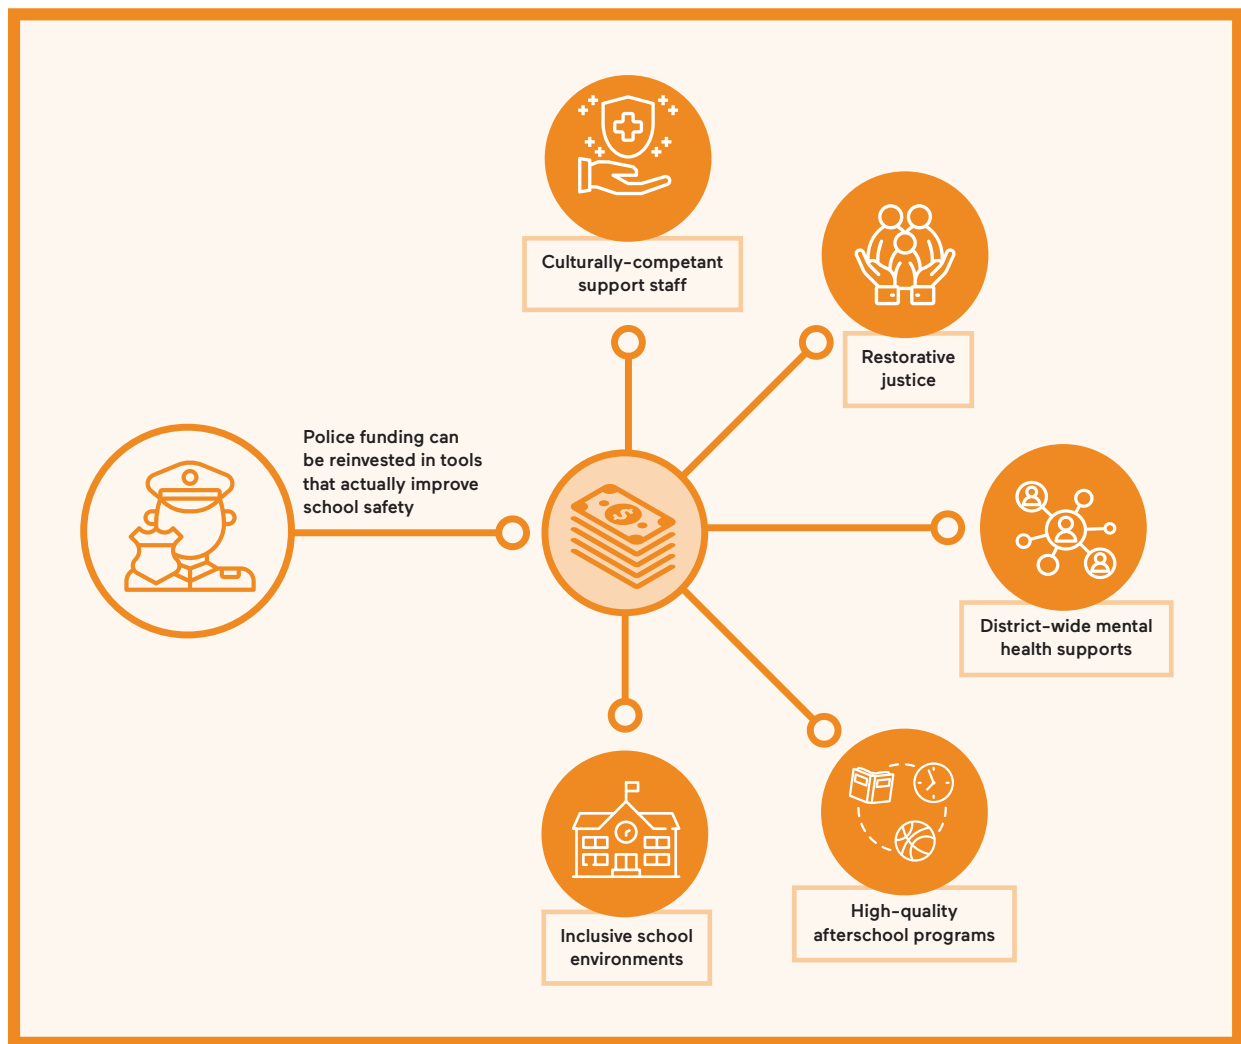 Culturally-competant
support staff
Restorative
justice
Police funding can
be reinvested in tools
that actually improve
school safety
District-wide mental
health supports
High-quality
afterschool programs
Inclusive school
environments